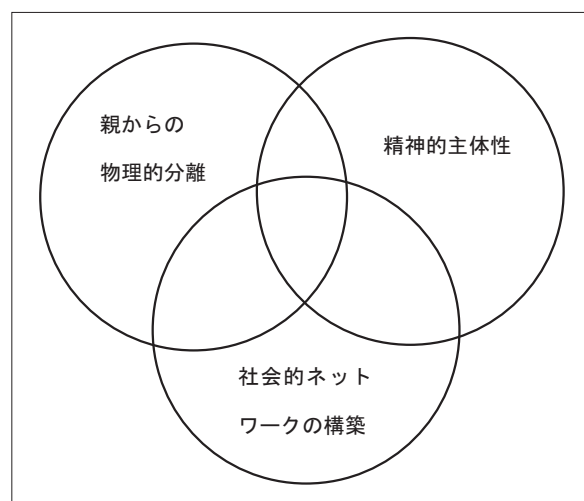 親からの
物理的分離
精神的主体性
社会的ネット
ワークの構築